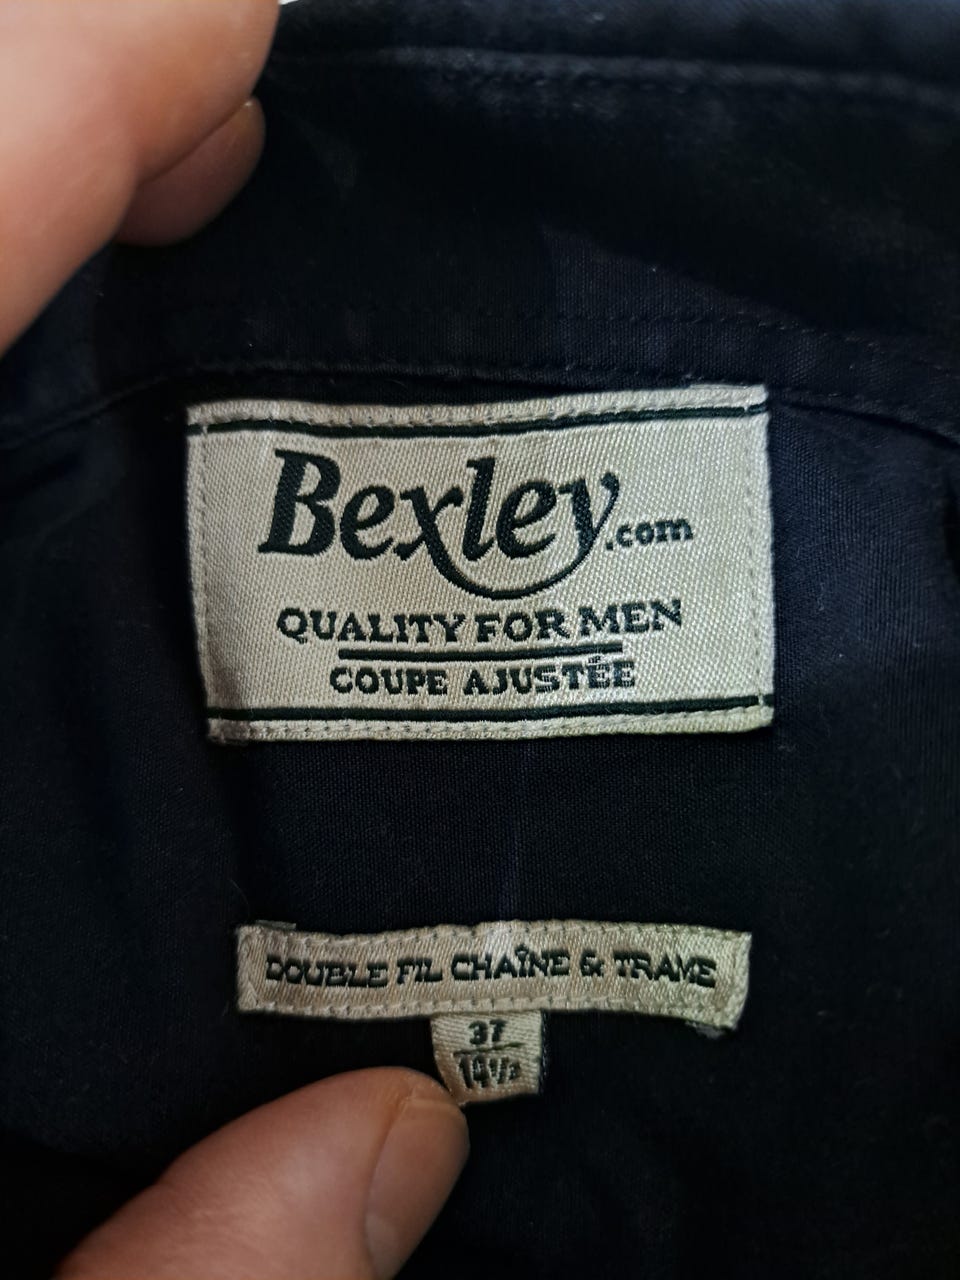 Bexley.com
QUALITY FOR MEN
COUPE AJUSTÉE
DOUBLE FIL CHAÎNE & TRAME
37
14½